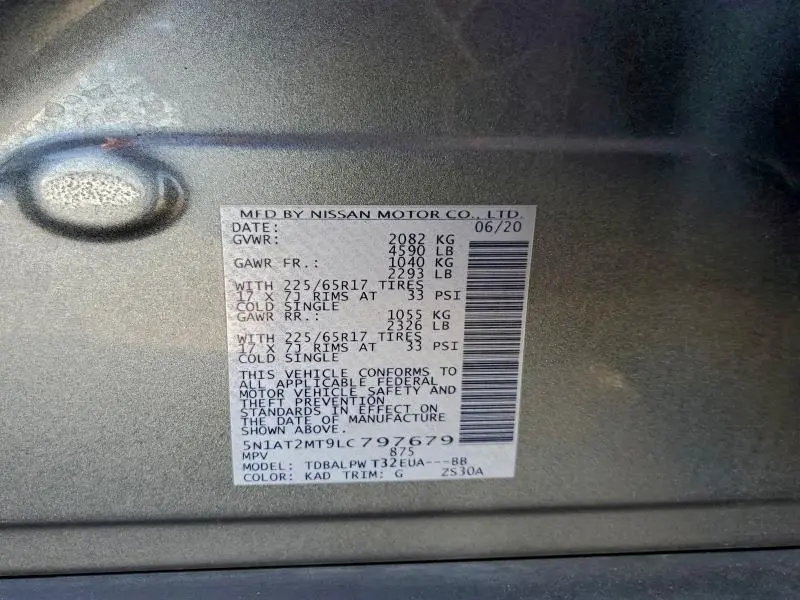 MFD BY NISSAN MOTOR CO., LTD.
DATE: 06/20
GVWR: 2082 KG
4590 LB
GAWR FR.: 1040 KG
2293 LB
WITH 225/65R17 TIRES
17 X 7J RIMS AT 33 PSI
COLD SINGLE
GAWR RR.: 1055 KG
2326 LB
WITH 225/65R17 TIRES
17 X 7J RIMS AT 33 PSI
COLD SINGLE
THIS VEHICLE CONFORMS TO
ALL APPLICABLE FEDERAL
MOTOR VEHICLE SAFETY AND
THEFT PREVENTION
STANDARDS IN EFFECT ON
THE DATE OF MANUFACTURE
SHOWN ABOVE.
5N1AT2MT9LC797679
MPV 875
MODEL: TDBALPW T32EUA---BB
COLOR: KAD TRIM: G ZS30A